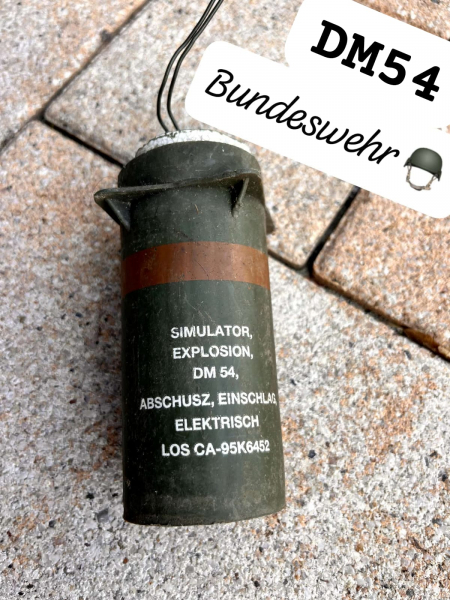 DM54
Bundeswehr
SIMULATOR,
EXPLOSION,
DM 54,
ABSCHUSZ, EINSCHLAG,
ELEKTRISCH
LOS CA-95K6452